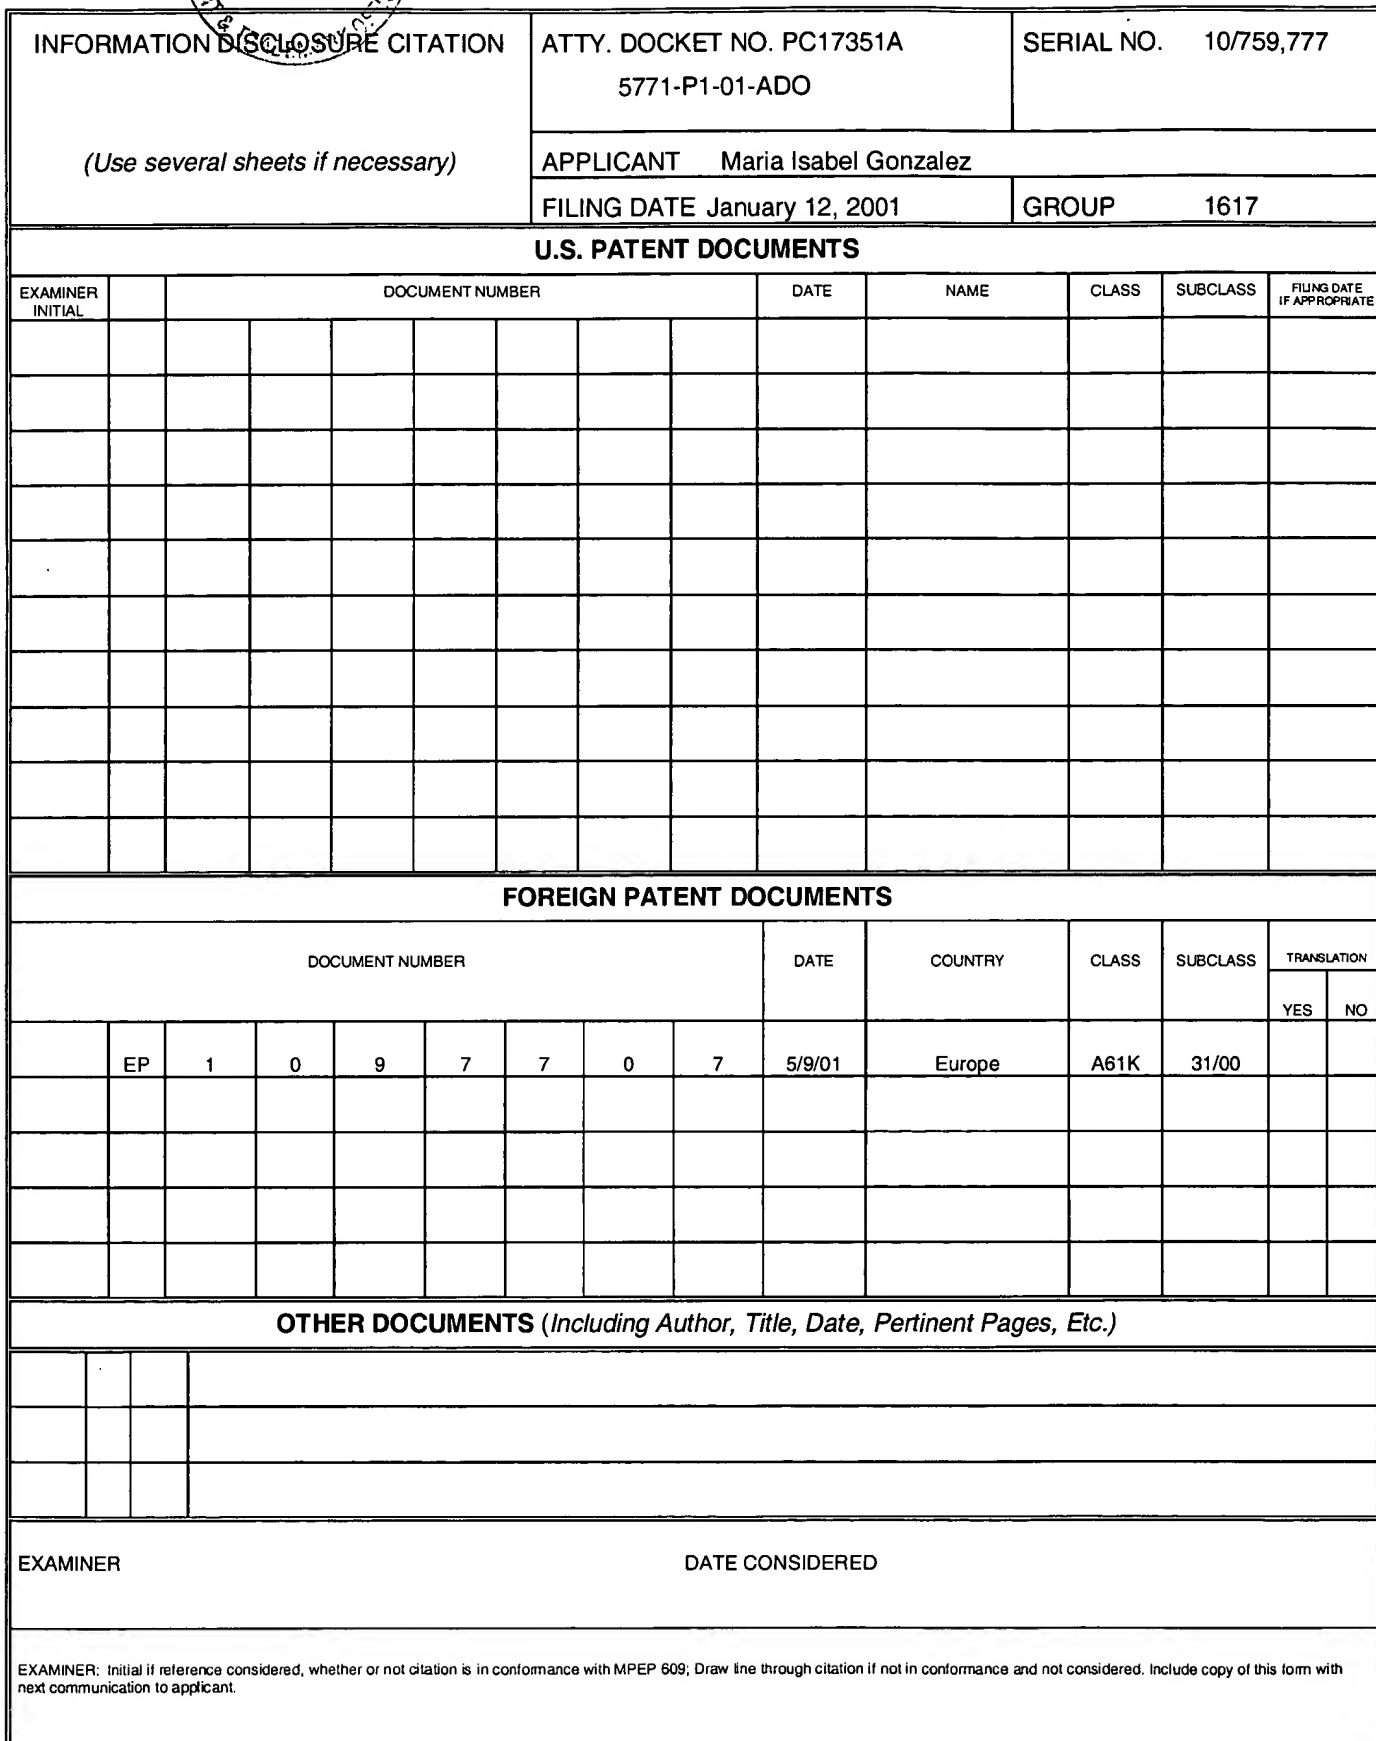 INFORMATION DISCLOSURE CITATION
(Use several sheets if necessary)
ATTY. DOCKET NO. PC17351A
5771-P1-01-ADO
SERIAL NO. 10/759,777
APPLICANT Maria Isabel Gonzalez
FILING DATE January 12, 2001
GROUP 1617
U.S. PATENT DOCUMENTS
EXAMINER INITIAL DOCUMENT NUMBER DATE NAME CLASS SUBCLASS FILING DATE IF APPROPRIATE
FOREIGN PATENT DOCUMENTS
DOCUMENT NUMBER DATE COUNTRY CLASS SUBCLASS TRANSLATION
YES NO
EP 1 0 9 7 7 0 7 5/9/01 Europe A61K 31/00
OTHER DOCUMENTS (Including Author, Title, Date, Pertinent Pages, Etc.)
EXAMINER DATE CONSIDERED
EXAMINER: Initial if reference considered, whether or not citation is in conformance with MPEP 609; Draw line through citation if not in conformance and not considered. Include copy of this form with
next communication to applicant.